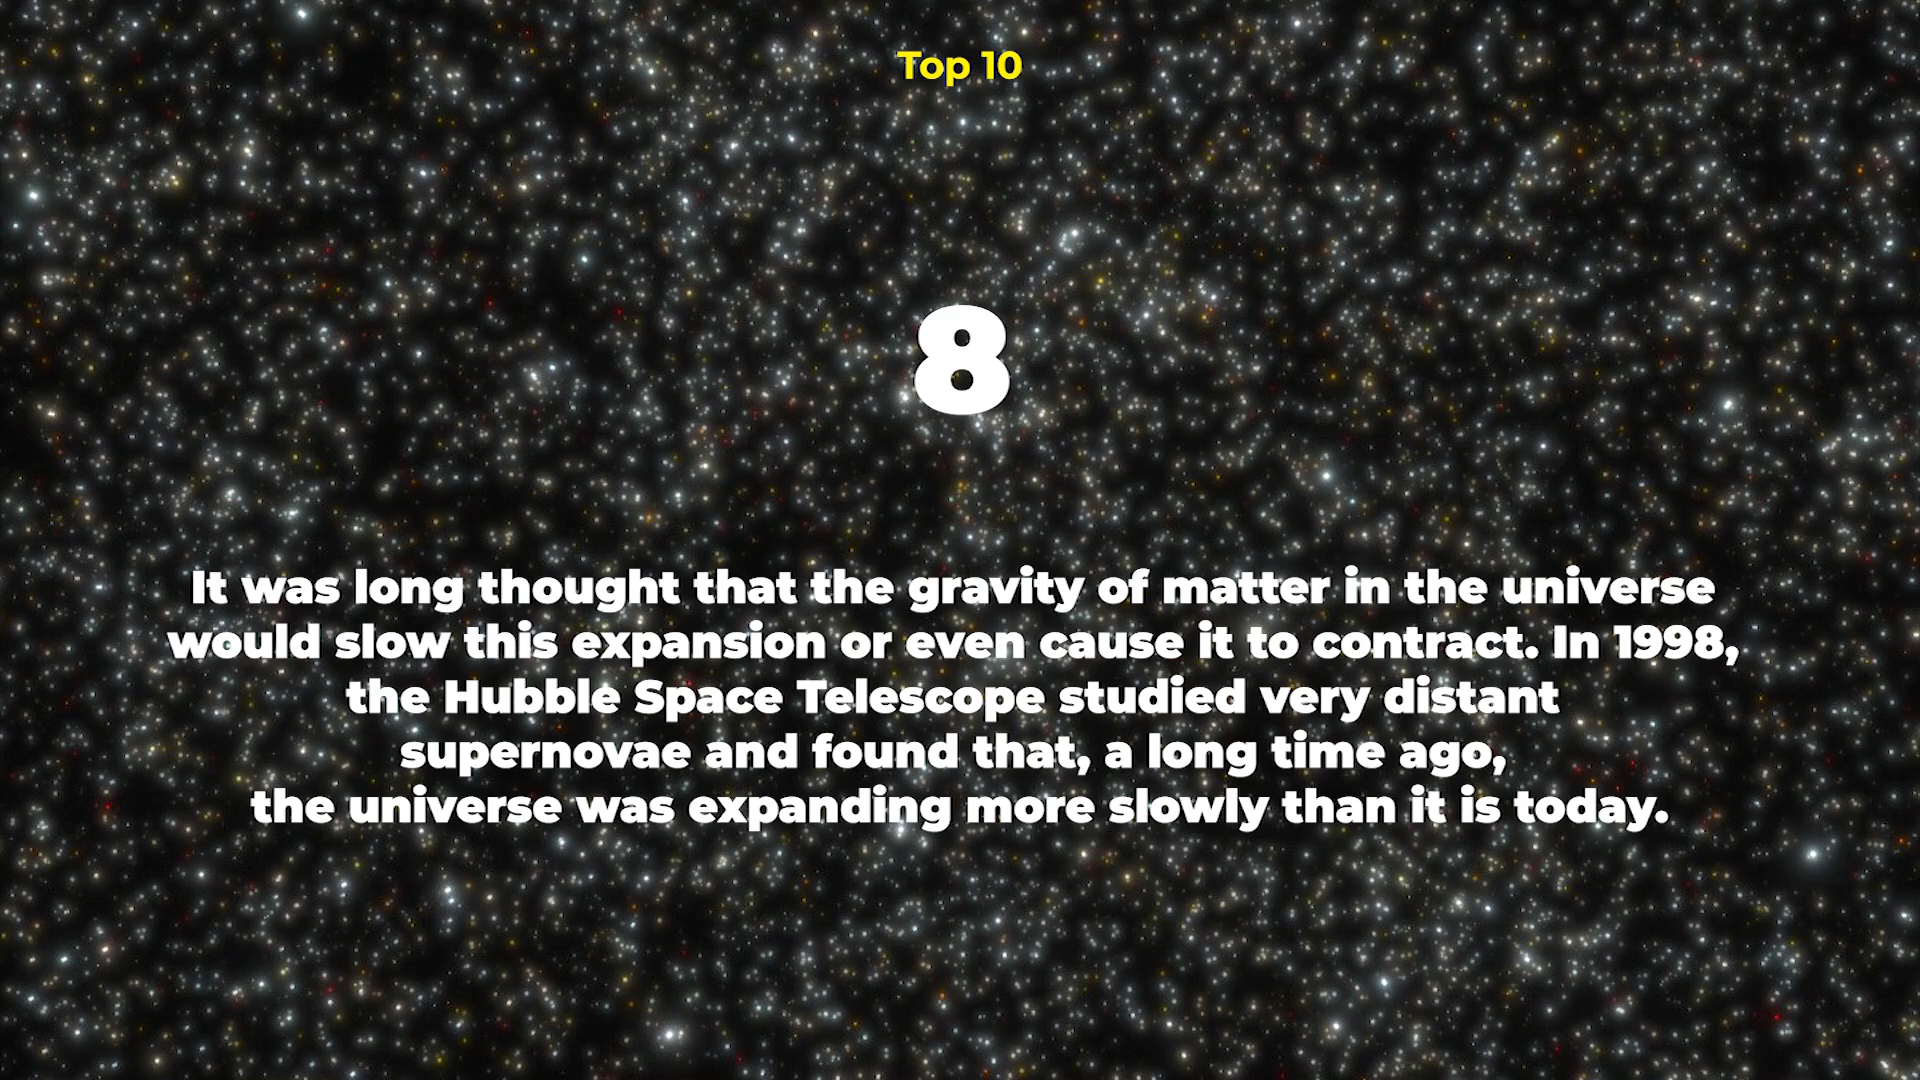 Top 10
8
It was long thought that the gravity of matter in the universe
would slow this expansion or even cause it to contract. In 1998,
the Hubble Space Telescope studied very distant
supernovae and found that, a long time ago,
the universe was expanding more slowly than it is today.